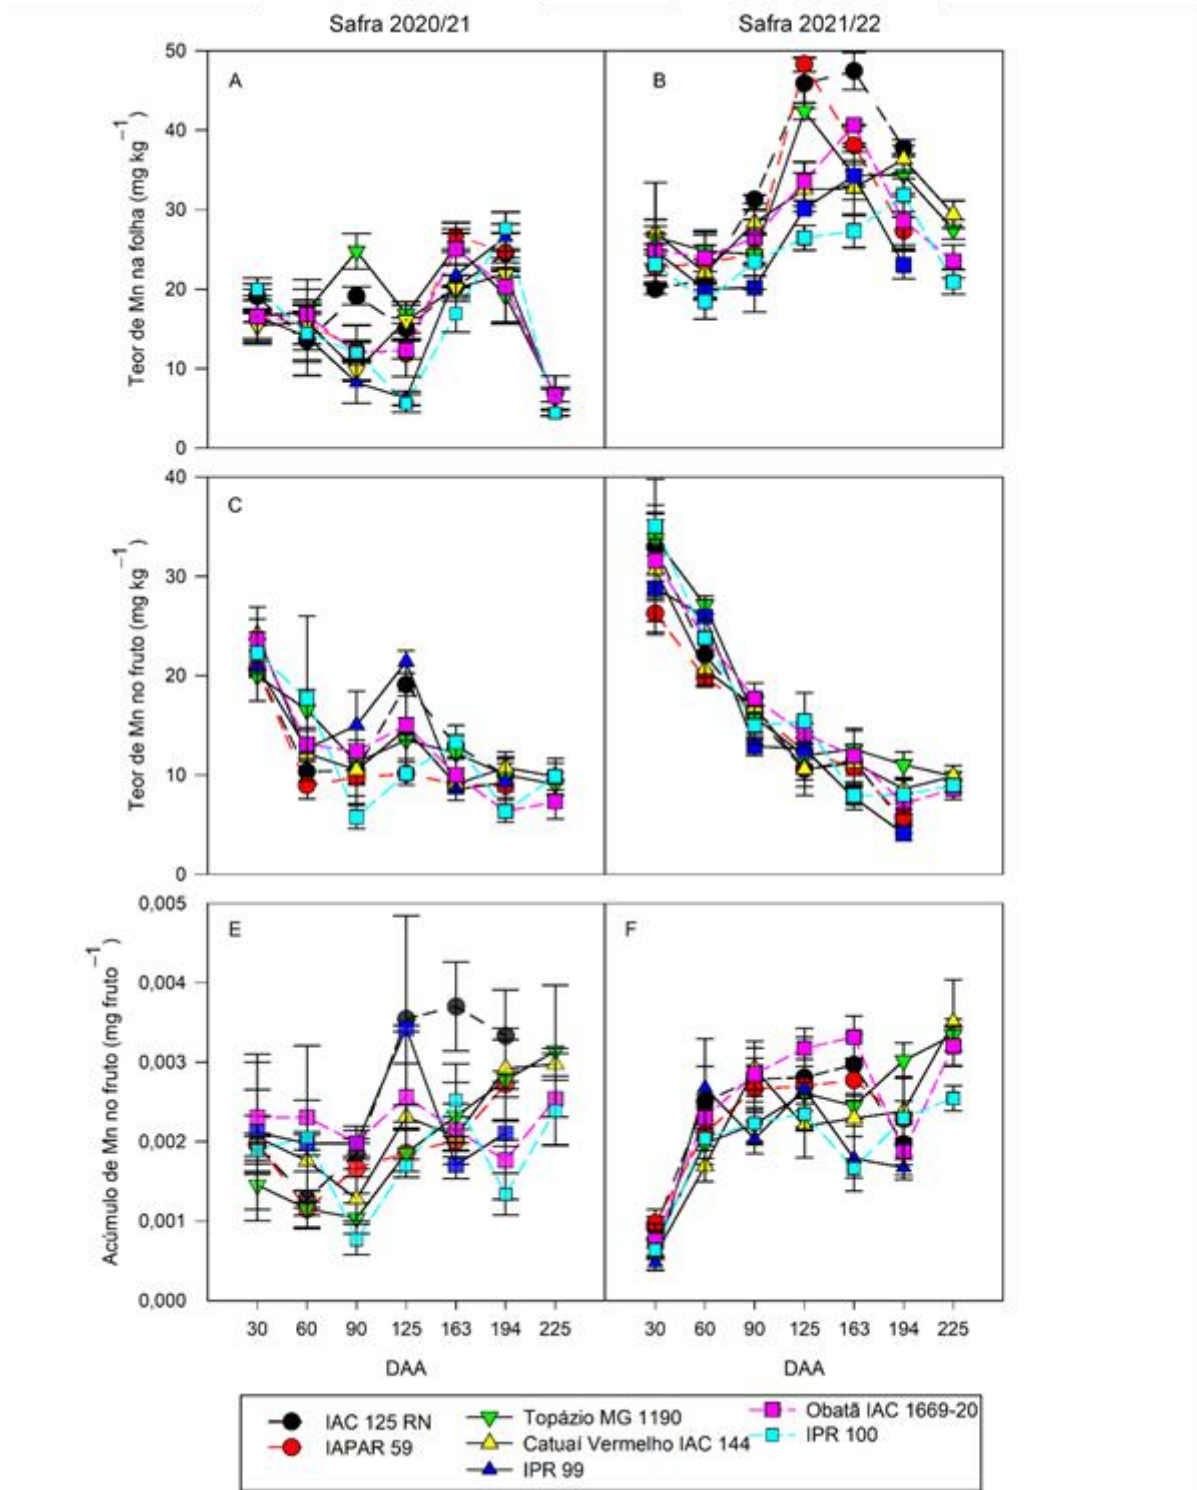 Safra 2020/21
Safra 2021/22
A
B
Teor de Mn na folha (mg kg⁻¹)
50
40
30
20
10
0
C
Teor de Mn no fruto (mg kg⁻¹)
40
30
20
10
0
E
F
Acúmulo de Mn no fruto (mg fruto⁻¹)
0,005
0,004
0,003
0,002
0,001
0,000
30 60 90 125 163 194 225
30 60 90 125 163 194 225
DAA
DAA
IAC 125 RN
IAPAR 59
Topázio MG 1190
Catuaí Vermelho IAC 144
IPR 99
Obatã IAC 1669-20
IPR 100